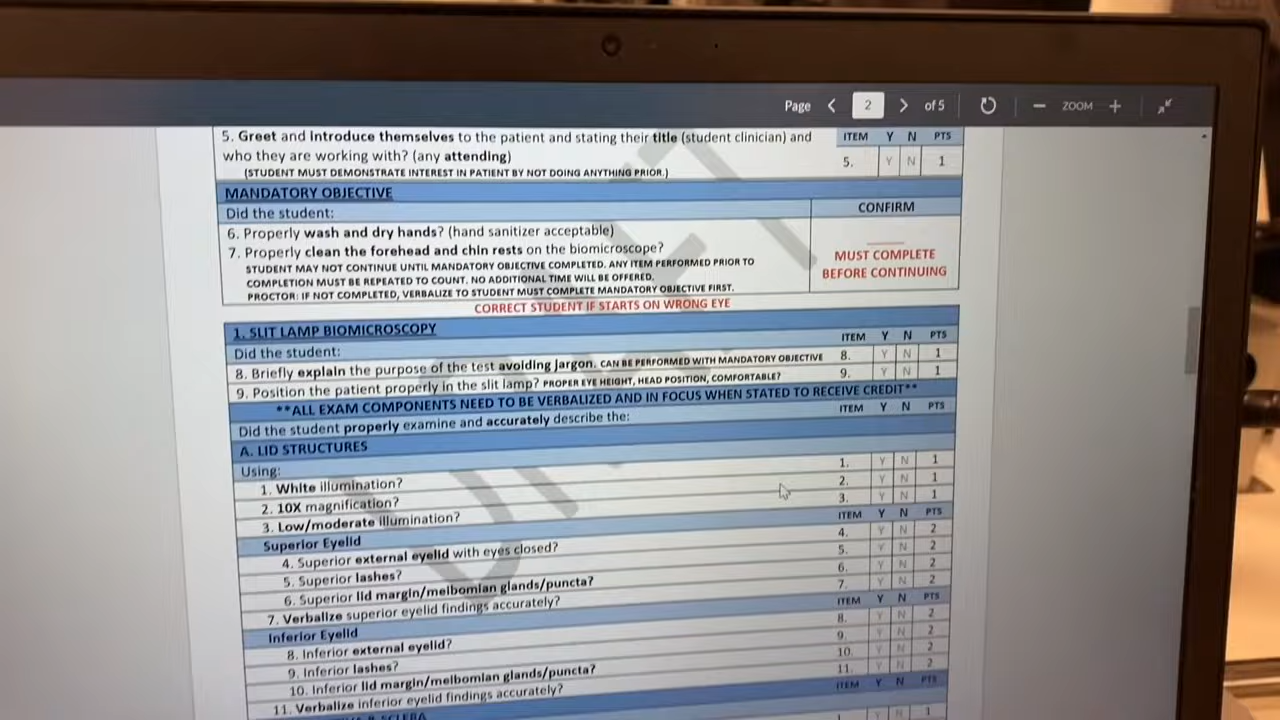 Page 2 of 5 ZOOM
5. Greet and introduce themselves to the patient and stating their title (student clinician) and
who they are working with? (any attending)
(STUDENT MUST DEMONSTRATE INTEREST IN PATIENT BY NOT DOING ANYTHING PRIOR.)
ITEM Y N PTS
5. Y N 1
MANDATORY OBJECTIVE
Did the student:
6. Properly wash and dry hands? (hand sanitizer acceptable)
7. Properly clean the forehead and chin rests on the biomicroscope?
STUDENT MAY NOT CONTINUE UNTIL MANDATORY OBJECTIVE COMPLETED. ANY ITEM PERFORMED PRIOR TO
COMPLETION MUST BE REPEATED TO COUNT. NO ADDITIONAL TIME WILL BE OFFERED.
PROCTOR: IF NOT COMPLETED, VERBALIZE TO STUDENT MUST COMPLETE MANDATORY OBJECTIVE FIRST.
CONFIRM
MUST COMPLETE
BEFORE CONTINUING
CORRECT STUDENT IF STARTS ON WRONG EYE
1. SLIT LAMP BIOMICROSCOPY
Did the student: ITEM Y N PTS
8. Briefly explain the purpose of the test avoiding jargon. CAN BE PERFORMED WITH MANDATORY OBJECTIVE 8. Y N 1
9. Position the patient properly in the slit lamp? PROPER EYE HEIGHT, HEAD POSITION, COMFORTABLE? 9. Y N 1
**ALL EXAM COMPONENTS NEED TO BE VERBALIZED AND IN FOCUS WHEN STATED TO RECEIVE CREDIT**
Did the student properly examine and accurately describe the: ITEM Y N PTS
A. LID STRUCTURES
Using:
1. White illumination? 1. Y N 1
2. 10X magnification? 2. Y N 1
3. Low/moderate illumination? 3. Y N 1
Superior Eyelid ITEM Y N PTS
4. Superior external eyelid with eyes closed? 4. Y N 2
5. Superior lashes? 5. Y N 2
6. Superior lid margin/meibomian glands/puncta? 6. Y N 2
7. Verbalize superior eyelid findings accurately? 7. Y N 2
Inferior Eyelid ITEM Y N PTS
8. Inferior external eyelid? 8. Y N 2
9. Inferior lashes? 9. Y N 2
10. Inferior lid margin/meibomian glands/puncta? 10. Y N 2
11. Verbalize inferior eyelid findings accurately? 11. Y N 2
ITEM Y N PTS
SCLERA
1. Y N 1